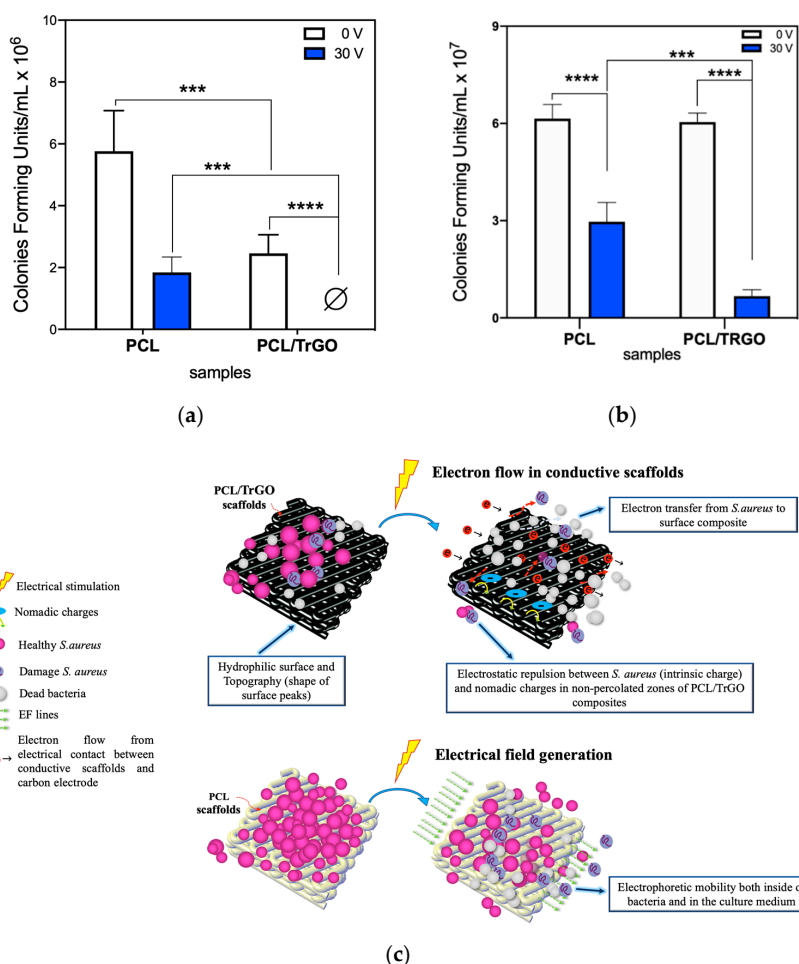 Colonies Forming Units/mL x 10⁶
10
8
6
4
2
0
0 V
30 V
***
***
****
∅
PCL
PCL/TrGO
samples
(a)
Colonies Forming Units/mL x 10⁷
9
6
3
0
0 V
30 V
****
***
****
PCL
PCL/TRGO
samples
(b)
Electrical stimulation
Nomadic charges
Healthy S.aureus
Damage S. aureus
Dead bacteria
EF lines
Electron flow from
electrical contact between
conductive scaffolds and
carbon electrode
PCL/TrGO
scaffolds
Electron flow in conductive scaffolds
Electron transfer from S.aureus to
surface composite
Hydrophilic surface and
Topography (shape of
surface peaks)
Electrostatic repulsion between S. aureus (intrinsic charge)
and nomadic charges in non-percolated zones of PCL/TrGO
composites
Electrical field generation
PCL
scaffolds
Electrophoretic mobility both inside o
bacteria and in the culture medium
(c)